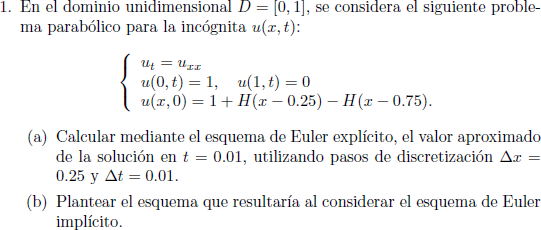 1. En el dominio unidimensional D = [0, 1], se considera el siguiente proble-
ma parabólico para la incógnita u(x, t):
u_t = u_{xx}
u(0, t) = 1, u(1, t) = 0
u(x, 0) = 1 + H(x − 0.25) − H(x − 0.75).
(a) Calcular mediante el esquema de Euler explícito, el valor aproximado
de la solución en t = 0.01, utilizando pasos de discretización Δx =
0.25 y Δt = 0.01.
(b) Plantear el esquema que resultaría al considerar el esquema de Euler
implícito.